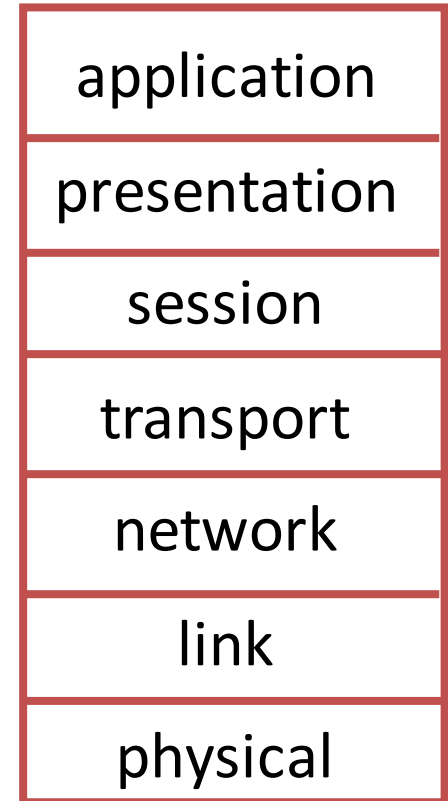 application
presentation
session
transport
network
link
physical